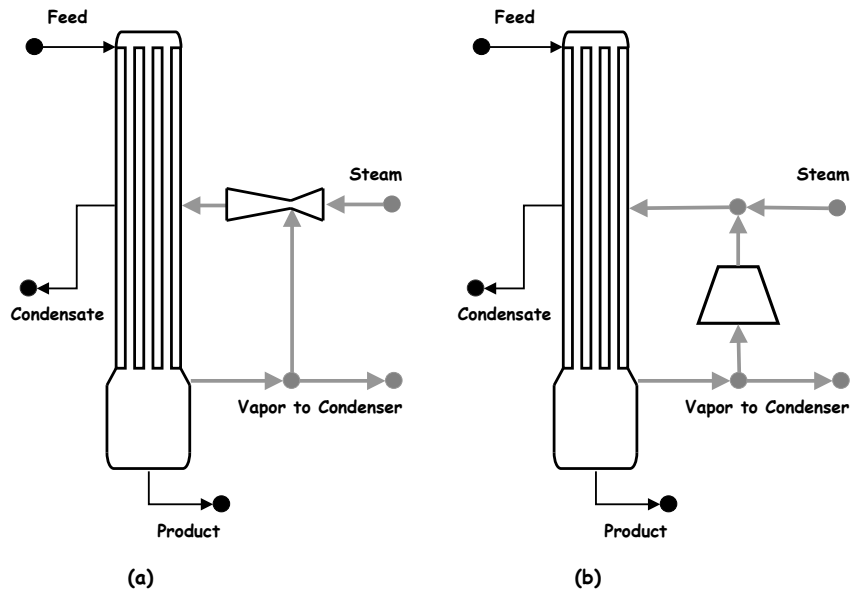 Feed
Steam
Condensate
Vapor to Condenser
Product
(a)
Feed
Steam
Condensate
Vapor to Condenser
Product
(b)